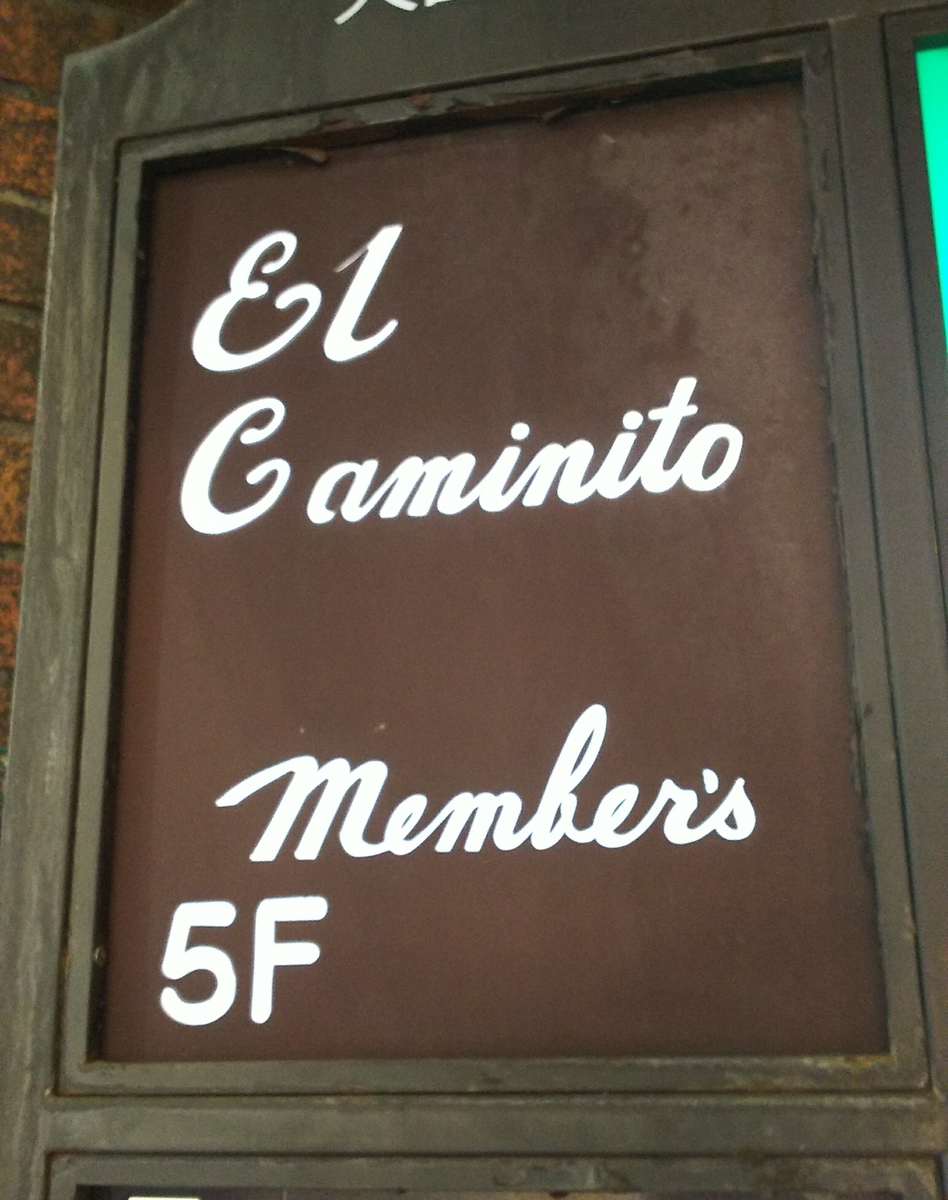 El
Caminito
Member's
5F